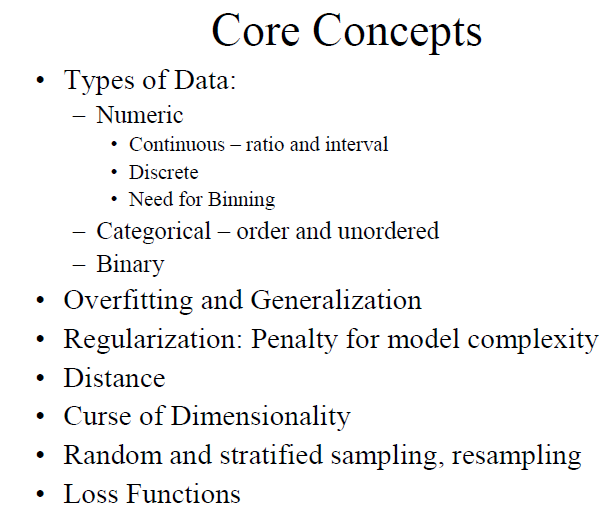 Core Concepts
• Types of Data:
– Numeric
• Continuous – ratio and interval
• Discrete
• Need for Binning
– Categorical – order and unordered
– Binary
• Overfitting and Generalization
• Regularization: Penalty for model complexity
• Distance
• Curse of Dimensionality
• Random and stratified sampling, resampling
• Loss Functions